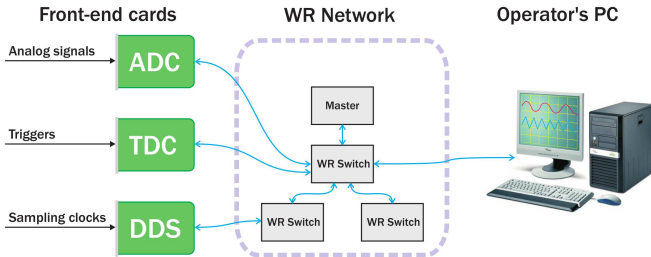 Front-end cards
WR Network
Operator's PC
Analog signals
ADC
Triggers
TDC
Sampling clocks
DDS
Master
WR Switch
WR Switch
WR Switch